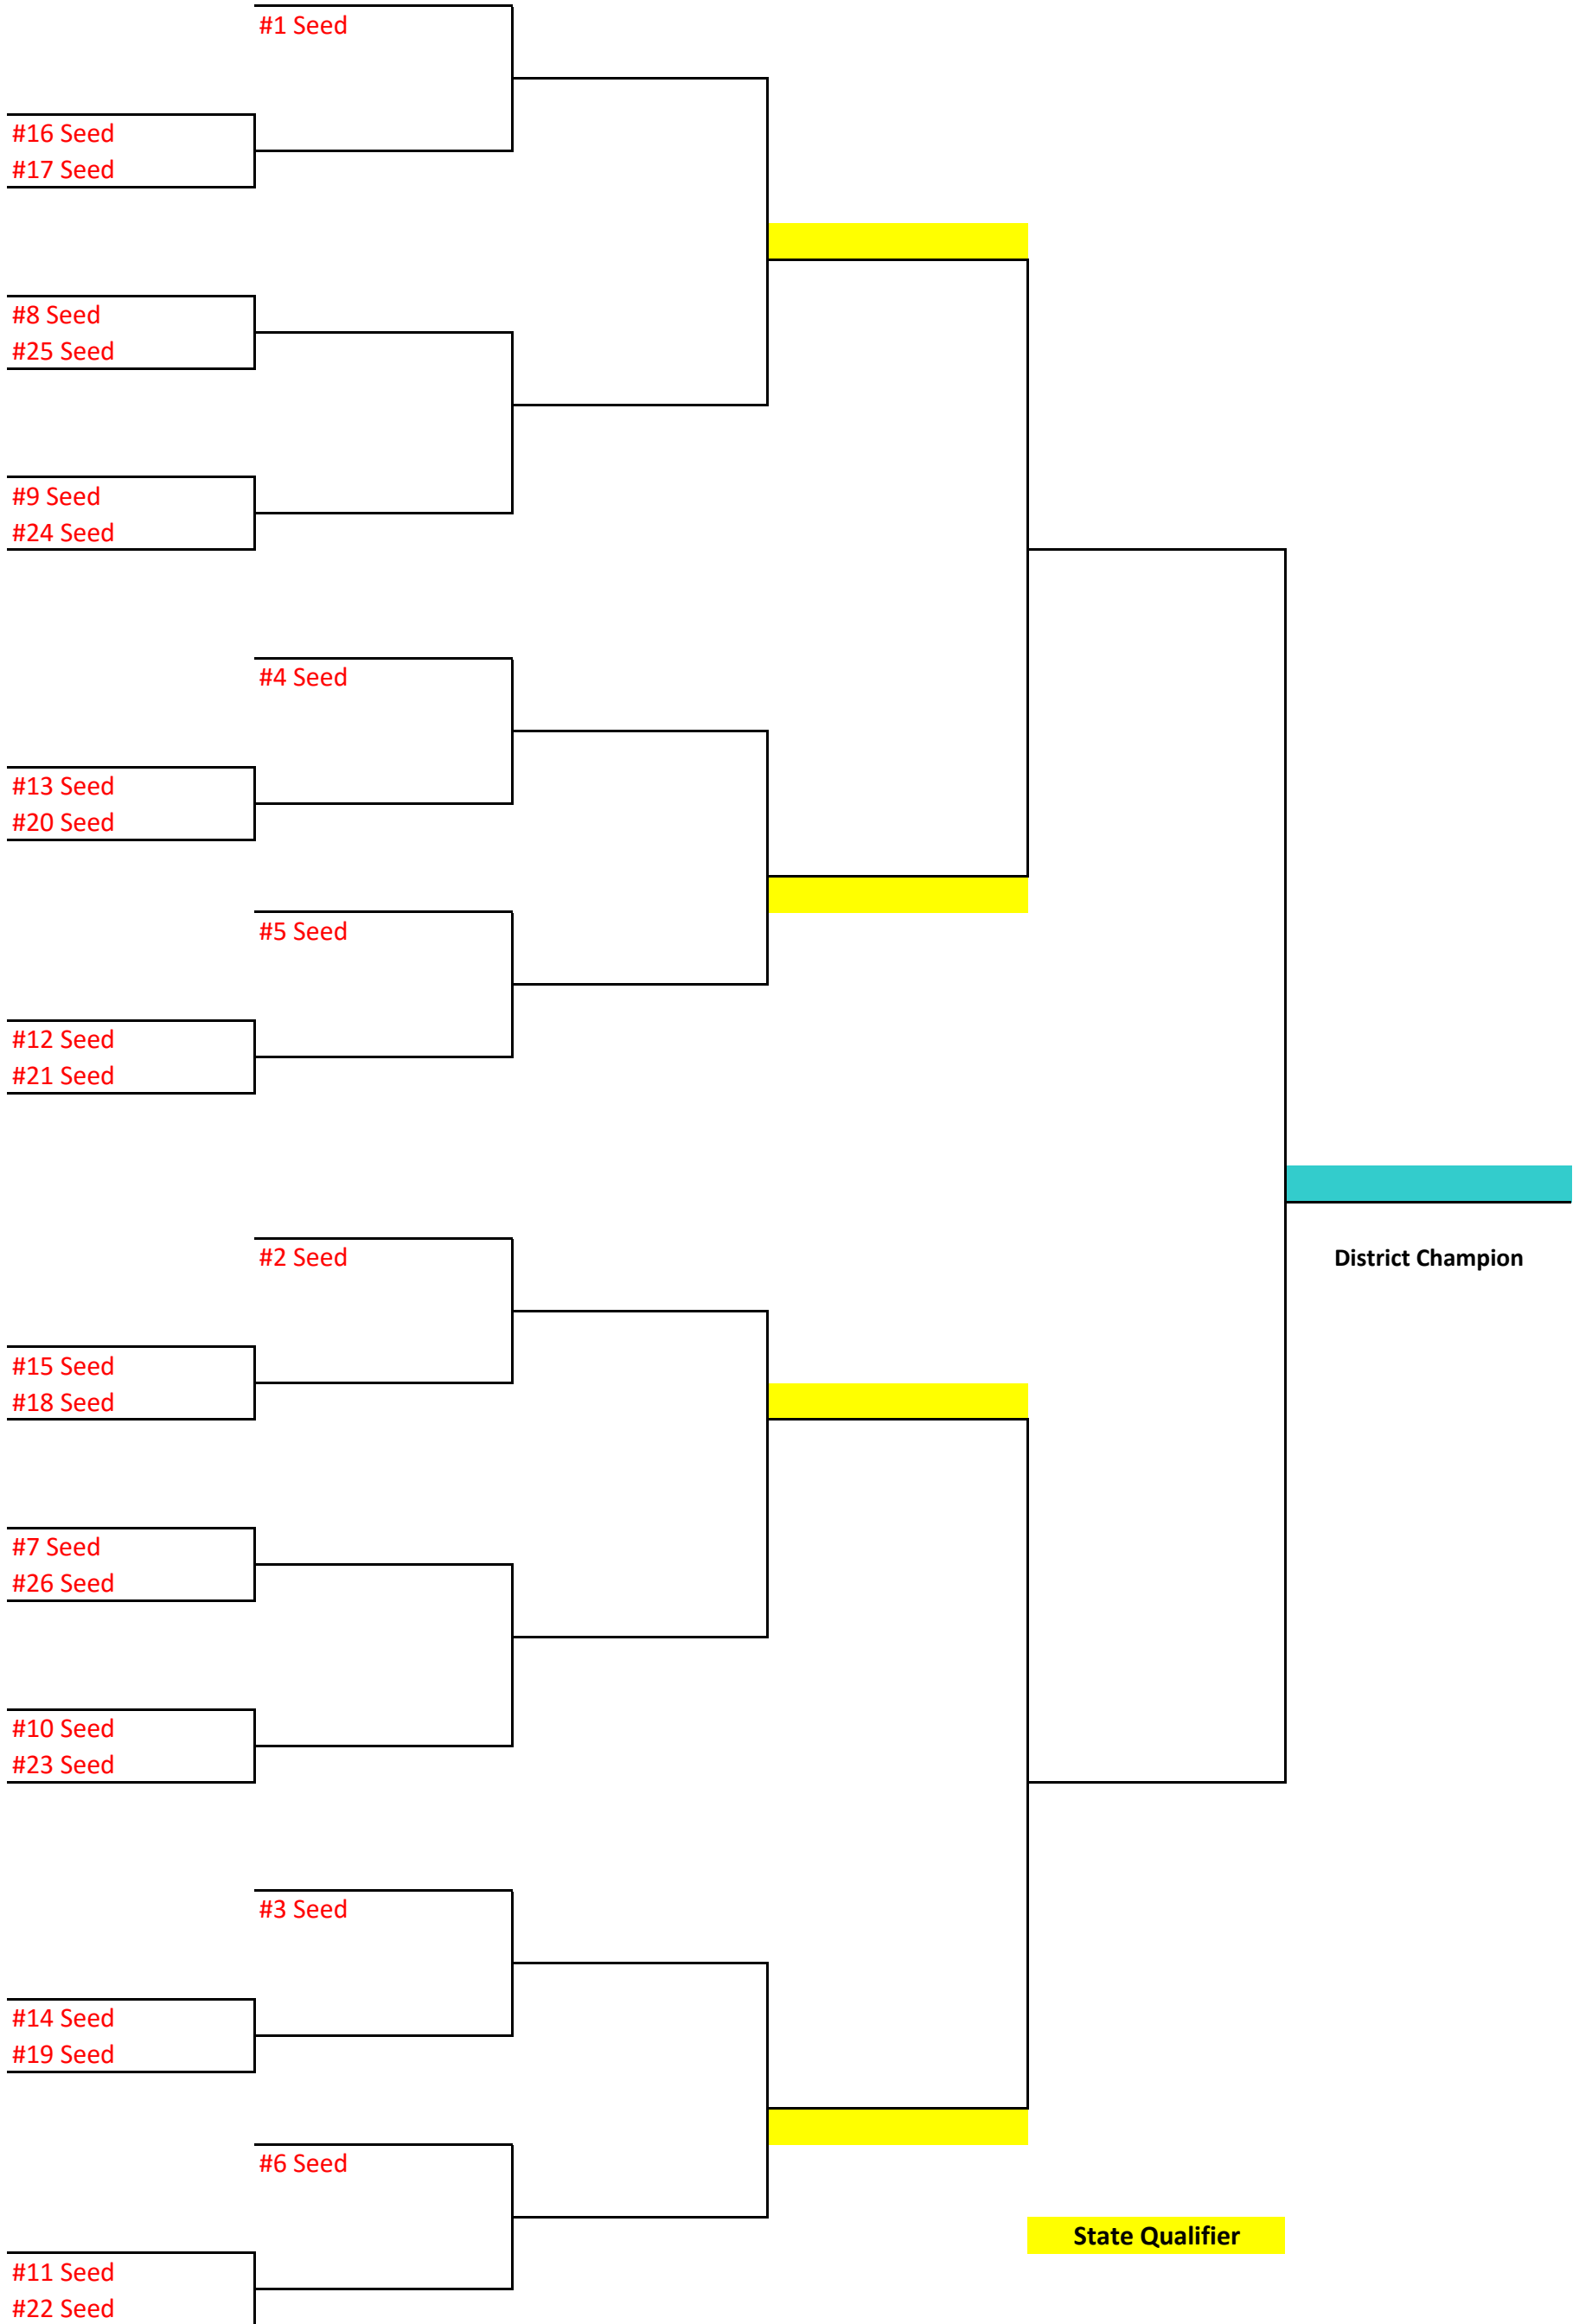 #1 Seed
#16 Seed
#17 Seed
#8 Seed
#25 Seed
#9 Seed
#24 Seed
#4 Seed
#13 Seed
#20 Seed
#5 Seed
#12 Seed
#21 Seed
#2 Seed
District Champion
#15 Seed
#18 Seed
#7 Seed
#26 Seed
#10 Seed
#23 Seed
#3 Seed
#14 Seed
#19 Seed
#6 Seed
State Qualifier
#11 Seed
#22 Seed